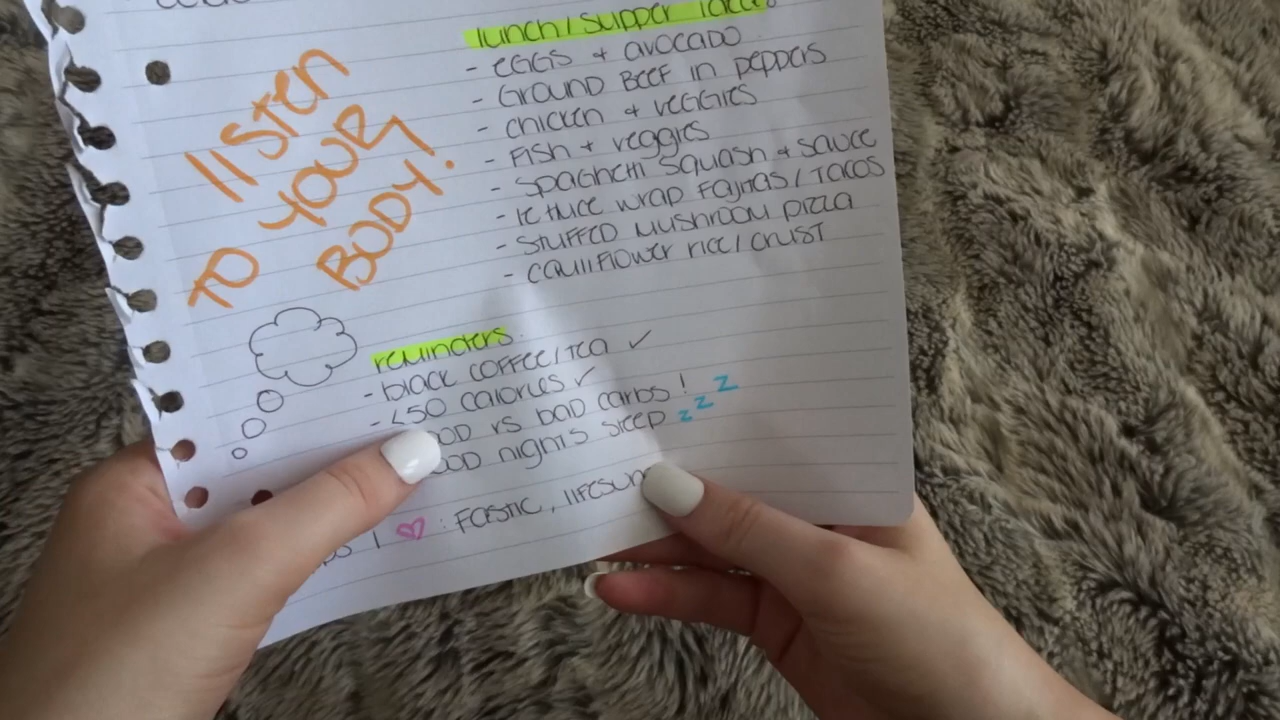 LISTEN
TO YOUR
BODY!
lunch/supper
- EGGS + avocado
- GROUND BEEF in peppers
- chicken + veggies
- FISH + veggies
- SPAGHETTI SQUASH + sauce
- lettuce wrap Fajitas/Tacos
- STUFFED MUSHROOM pizza
- cauliflower rice/crust
reminders:
- black coffee/tea ✓
- <50 calories ✓
vs bad carbs!
nights sleep z z z
I ♡ : FASTIC,